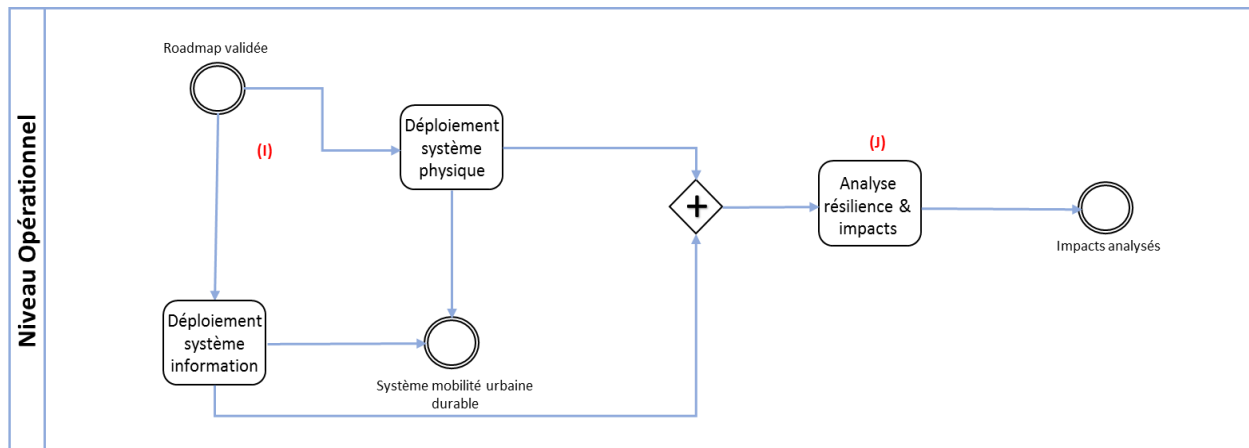 Niveau Opérationnel
Roadmap validée
(I)
Déploiement
système
physique
(J)
Analyse
résilience &
impacts
Impacts analysés
Déploiement
système
information
Système mobilité urbaine
durable